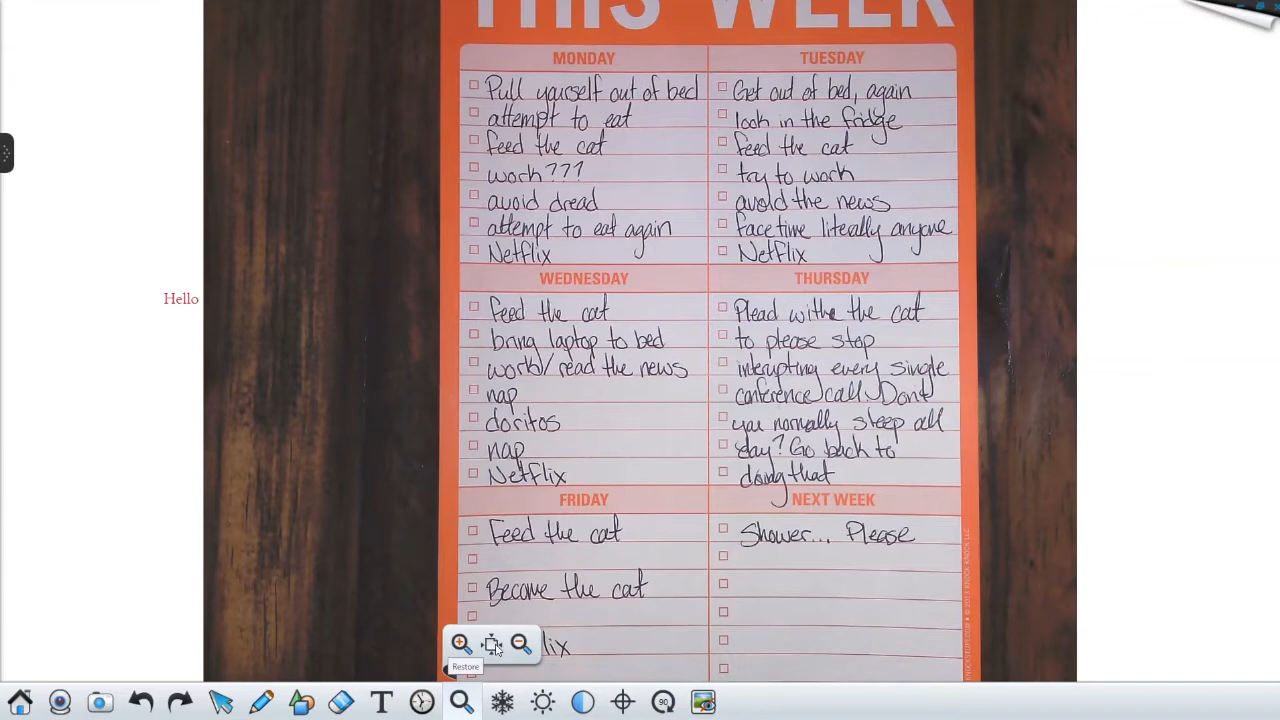 THIS WEEK
MONDAY
Pull yourself out of bed
attempt to eat
feed the cat
work???
avoid dread
attempt to eat again
Netflix
TUESDAY
Get out of bed, again
look in the fridge
feed the cat
try to work
avoid the news
facetime literally anyone
Netflix
WEDNESDAY
feed the cat
bring laptop to bed
work/read the news
nap
doritos
nap
Netflix
THURSDAY
Plead withe the cat
to please stop
interupting every single
conference call. Dont
you normally sleep all
day? Go back to
doing that
FRIDAY
Feed the cat
Become the cat
lix
NEXT WEEK
Shower... Please
Hello
Restore
90